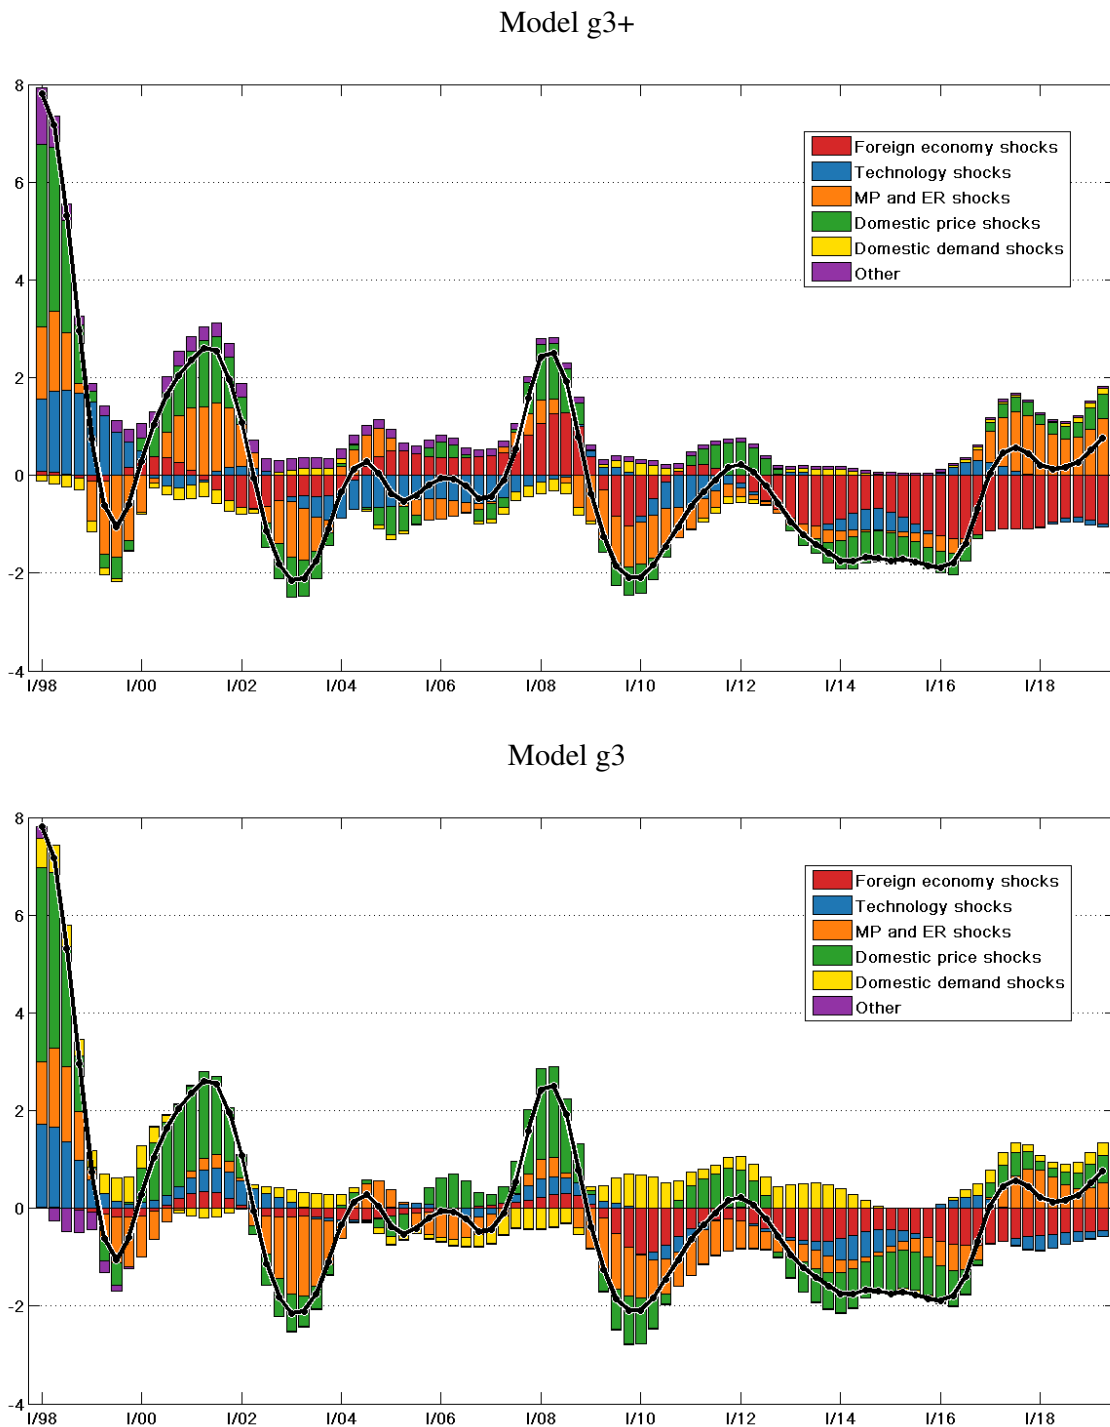 Model g3+
8
6
4
2
0
-2
-4
Foreign economy shocks
Technology shocks
MP and ER shocks
Domestic price shocks
Domestic demand shocks
Other
I/98 I/00 I/02 I/04 I/06 I/08 I/10 I/12 I/14 I/16 I/18
Model g3
8
6
4
2
0
-2
-4
Foreign economy shocks
Technology shocks
MP and ER shocks
Domestic price shocks
Domestic demand shocks
Other
I/98 I/00 I/02 I/04 I/06 I/08 I/10 I/12 I/14 I/16 I/18